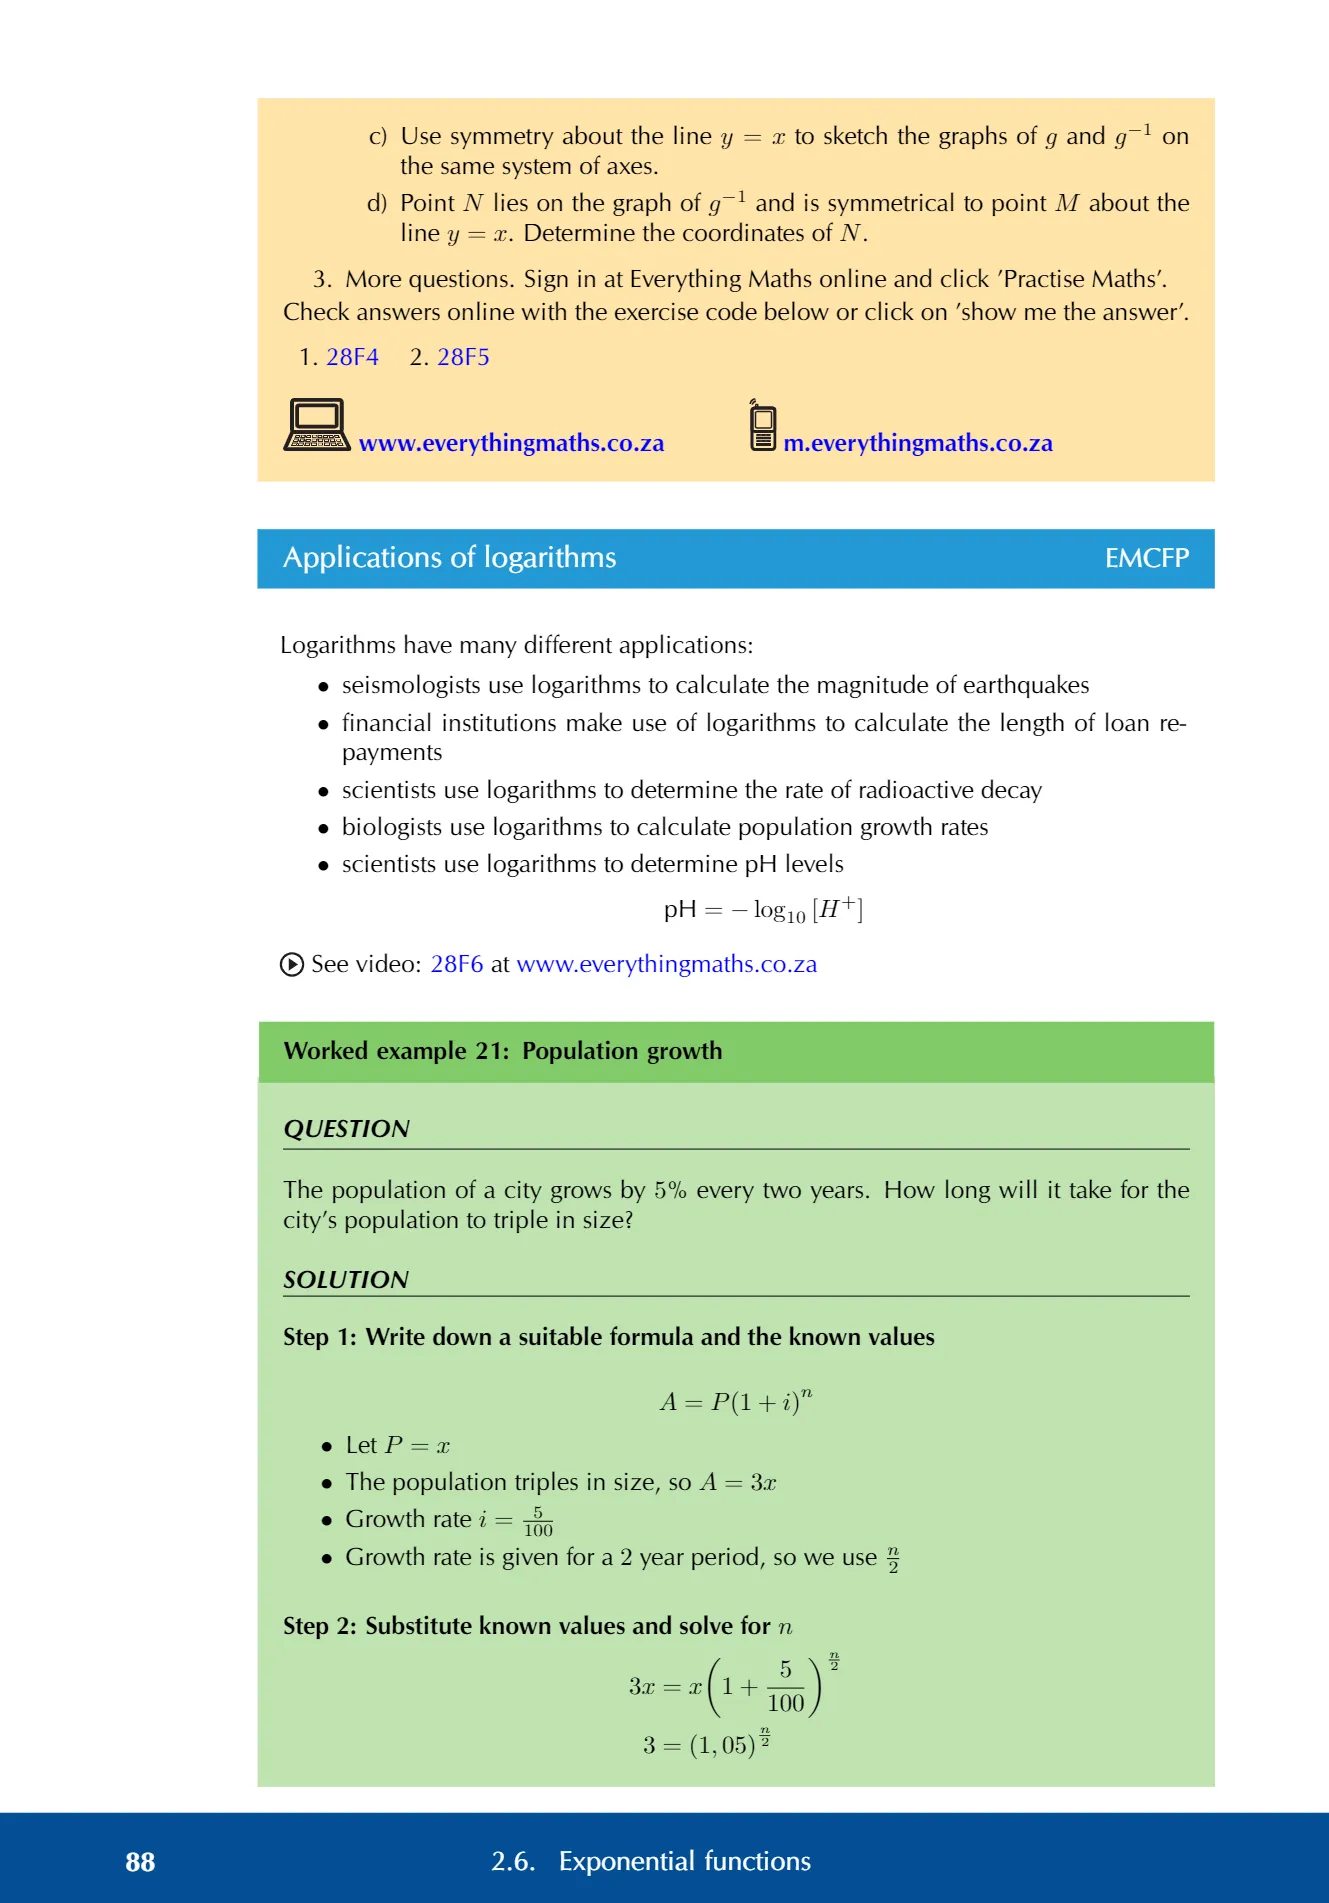 c) Use symmetry about the line y = x to sketch the graphs of g and g⁻¹ on
the same system of axes.
d) Point N lies on the graph of g⁻¹ and is symmetrical to point M about the
line y = x. Determine the coordinates of N.
3. More questions. Sign in at Everything Maths online and click ’Practise Maths’.
Check answers online with the exercise code below or click on ’show me the answer’.
1. 28F4 2. 28F5
www.everythingmaths.co.za m.everythingmaths.co.za
Applications of logarithms EMCFP
Logarithms have many different applications:
• seismologists use logarithms to calculate the magnitude of earthquakes
• financial institutions make use of logarithms to calculate the length of loan re-
payments
• scientists use logarithms to determine the rate of radioactive decay
• biologists use logarithms to calculate population growth rates
• scientists use logarithms to determine pH levels
pH = − log₁₀ [H⁺]
See video: 28F6 at www.everythingmaths.co.za
Worked example 21: Population growth
QUESTION
The population of a city grows by 5% every two years. How long will it take for the
city’s population to triple in size?
SOLUTION
Step 1: Write down a suitable formula and the known values
A = P(1 + i)ⁿ
• Let P = x
• The population triples in size, so A = 3x
• Growth rate i = 5/100
• Growth rate is given for a 2 year period, so we use n/2
Step 2: Substitute known values and solve for n
3x = x(1 + 5/100)^(n/2)
3 = (1, 05)^(n/2)
88 2.6. Exponential functions